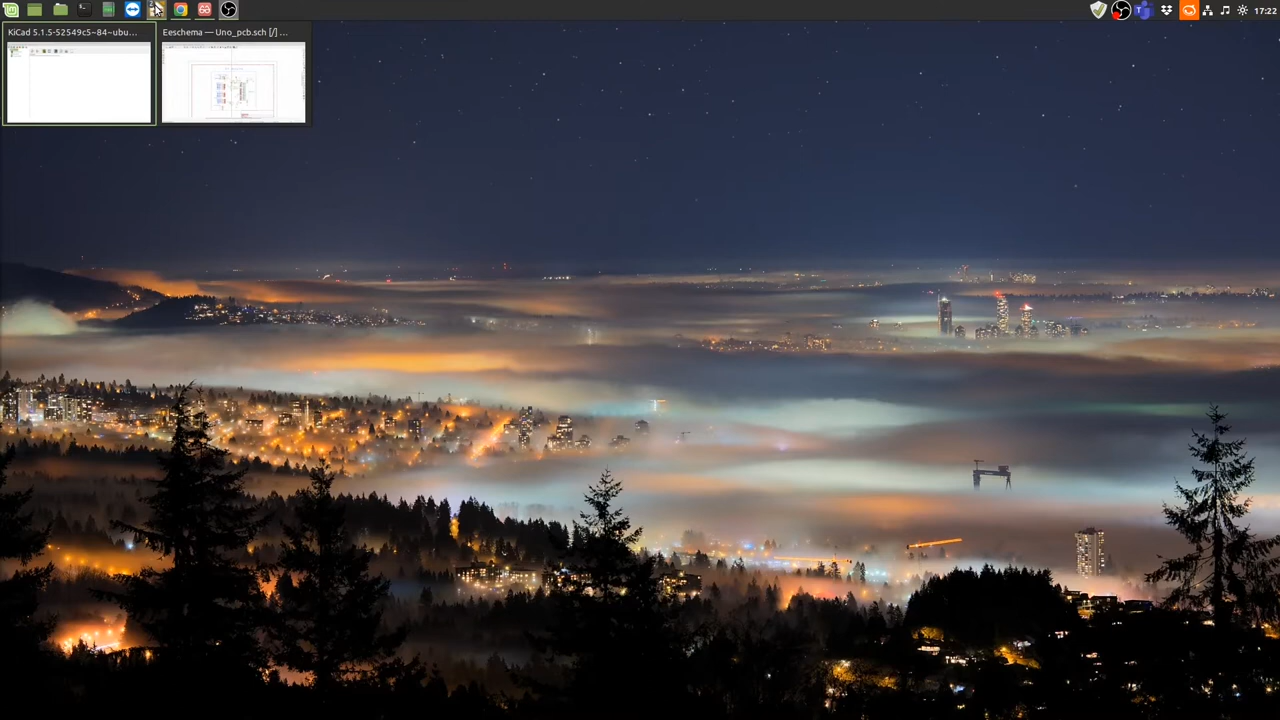 17:22
KiCad 5.1.5-52549c5~84~ubu...
Eeschema — Uno_pcb.sch [/] ...